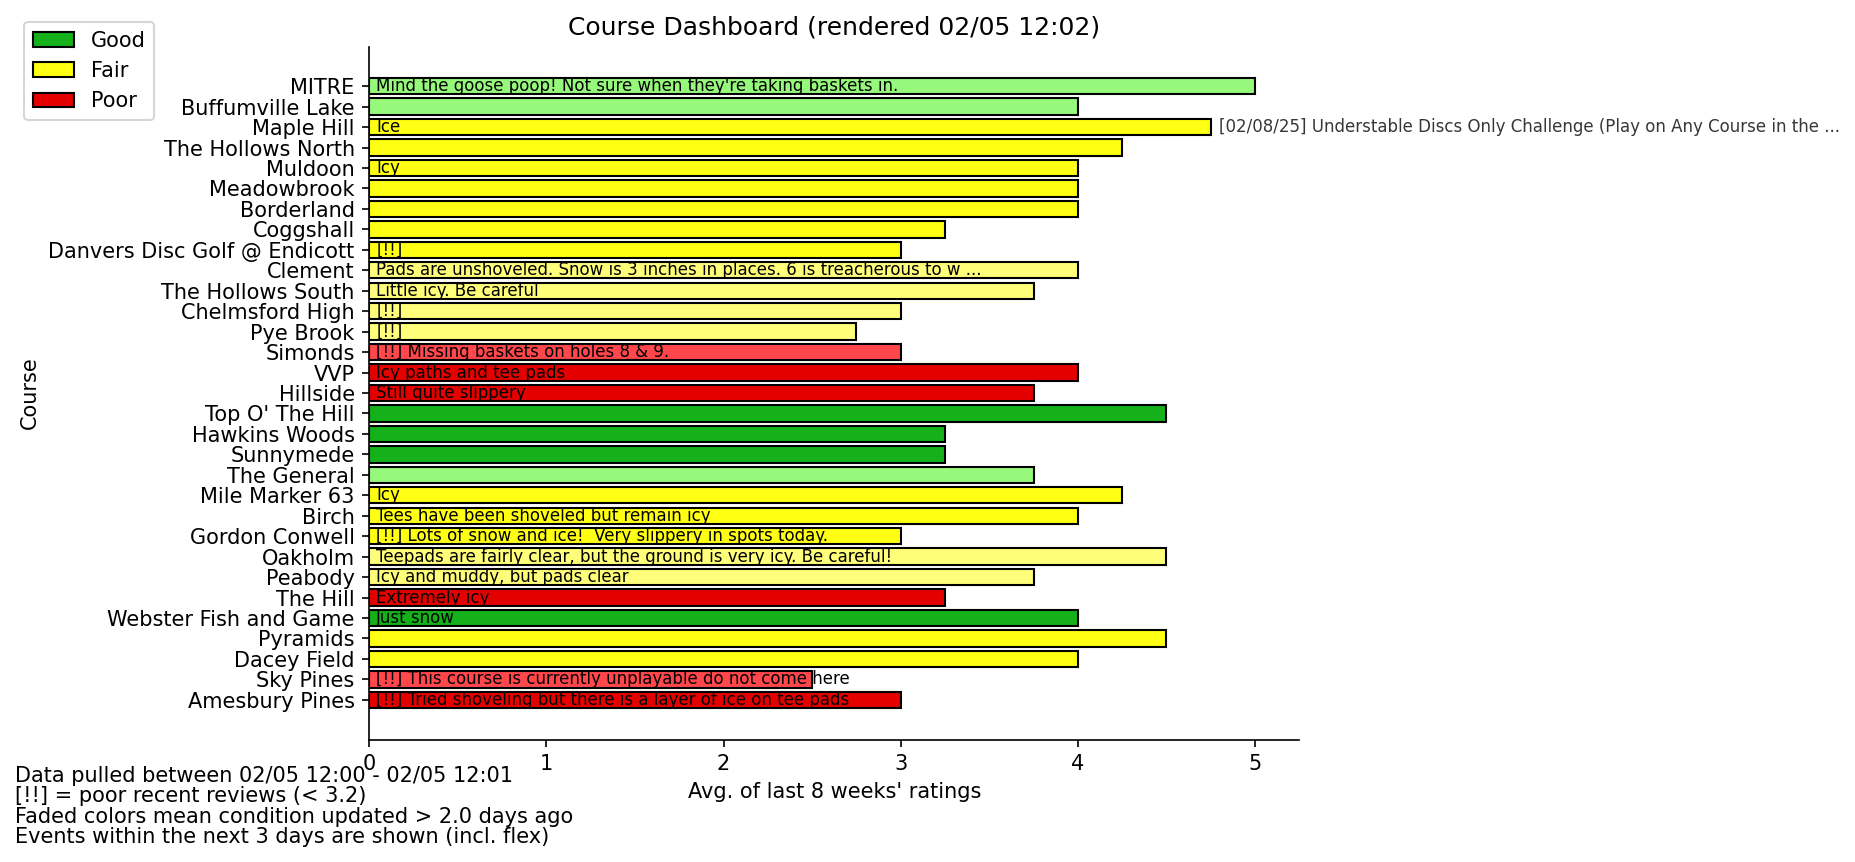 Course Dashboard (rendered 02/05 12:02)
Good
Fair
Poor
MITRE Mind the goose poop! Not sure when they're taking baskets in.
Buffumville Lake
Maple Hill Ice [02/08/25] Understable Discs Only Challenge (Play on Any Course in the ...
The Hollows North
Muldoon Icy
Meadowbrook
Borderland
Coggshall
Danvers Disc Golf @ Endicott [!!]
Clement Pads are unshoveled. Snow is 3 inches in places. 6 is treacherous to w ...
The Hollows South Little icy. Be careful
Chelmsford High [!!]
Pye Brook [!!]
Simonds [!!] Missing baskets on holes 8 & 9.
VVP Icy paths and tee pads
Hillside Still quite slippery
Top O' The Hill
Hawkins Woods
Sunnymede
The General
Mile Marker 63 Icy
Birch Tees have been shoveled but remain icy
Gordon Conwell [!!] Lots of snow and ice!  Very slippery in spots today.
Oakholm Teepads are fairly clear, but the ground is very icy. Be careful!
Peabody Icy and muddy, but pads clear
The Hill Extremely icy
Webster Fish and Game Just snow
Pyramids
Dacey Field
Sky Pines [!!] This course is currently unplayable do not come here
Amesbury Pines [!!] Tried shoveling but there is a layer of ice on tee pads
Course
0 1 2 3 4 5
Avg. of last 8 weeks' ratings
Data pulled between 02/05 12:00 - 02/05 12:01
[!!] = poor recent reviews (< 3.2)
Faded colors mean condition updated > 2.0 days ago
Events within the next 3 days are shown (incl. flex)